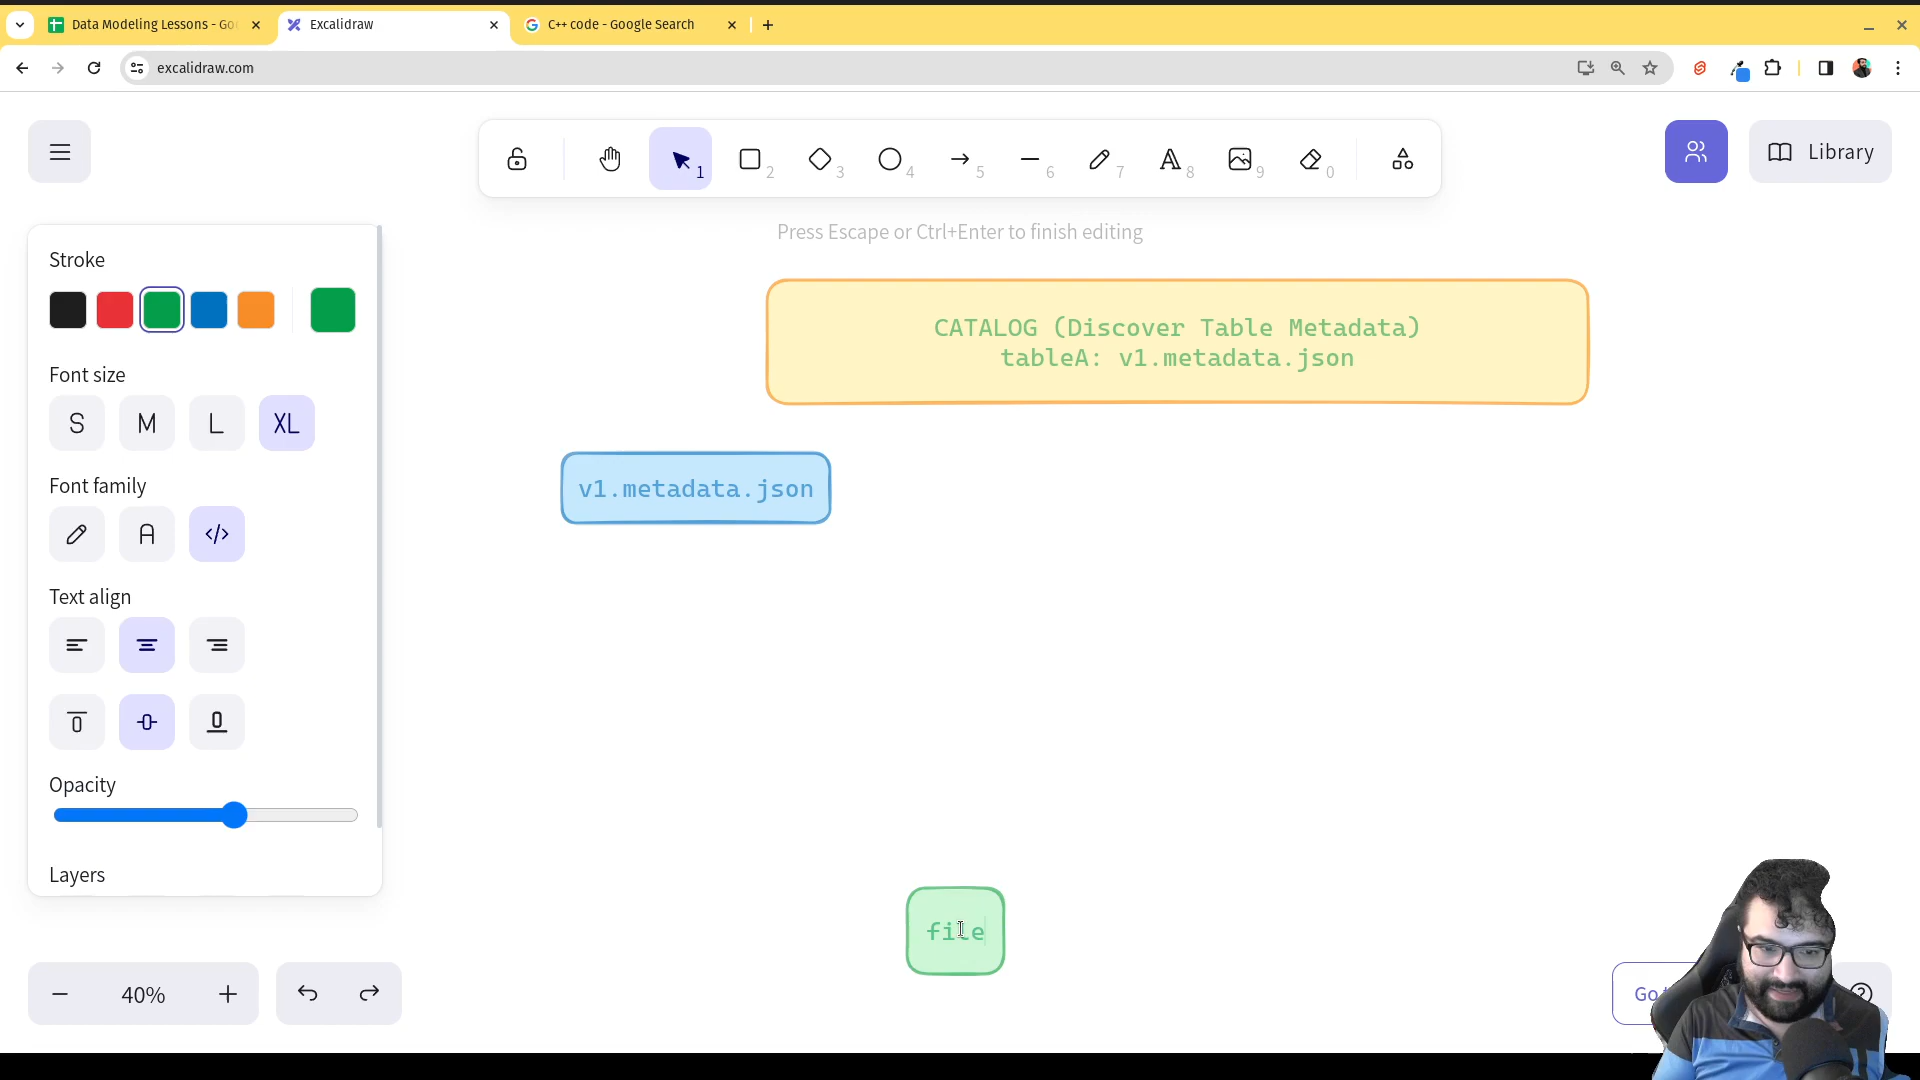 Data Modeling Lessons - Go
Excalidraw
C++ code - Google Search
excalidraw.com
1
2
3
4
5
6
7
8
9
0
Library
Press Escape or Ctrl+Enter to finish editing
Stroke
Font size
S M L XL
Font family
A </>
Text align
Opacity
Layers
40%
CATALOG (Discover Table Metadata)
tableA: v1.metadata.json
v1.metadata.json
file
Go